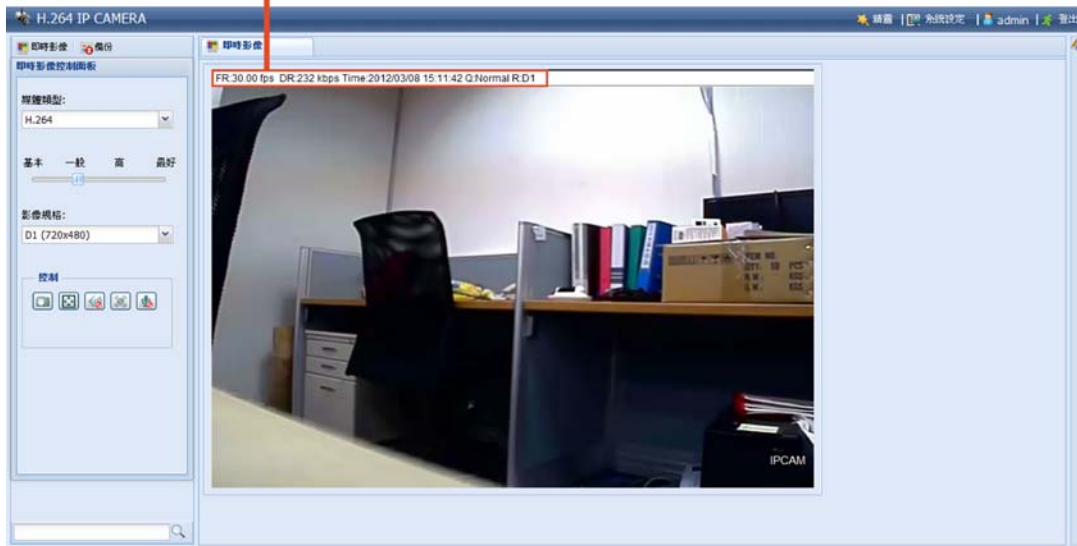 H.264 IP CAMERA
精靈 | 系統設定 | admin | 登出
即時影像 備份
即時影像
即時影像控制面板
FR:30.00 fps DR:232 kbps Time:2012/03/08 15:11:42 Q:Normal R:D1
媒體類型:
H.264
基本 一般 高 最好
影像規格:
D1 (720x480)
控制
IPCAM